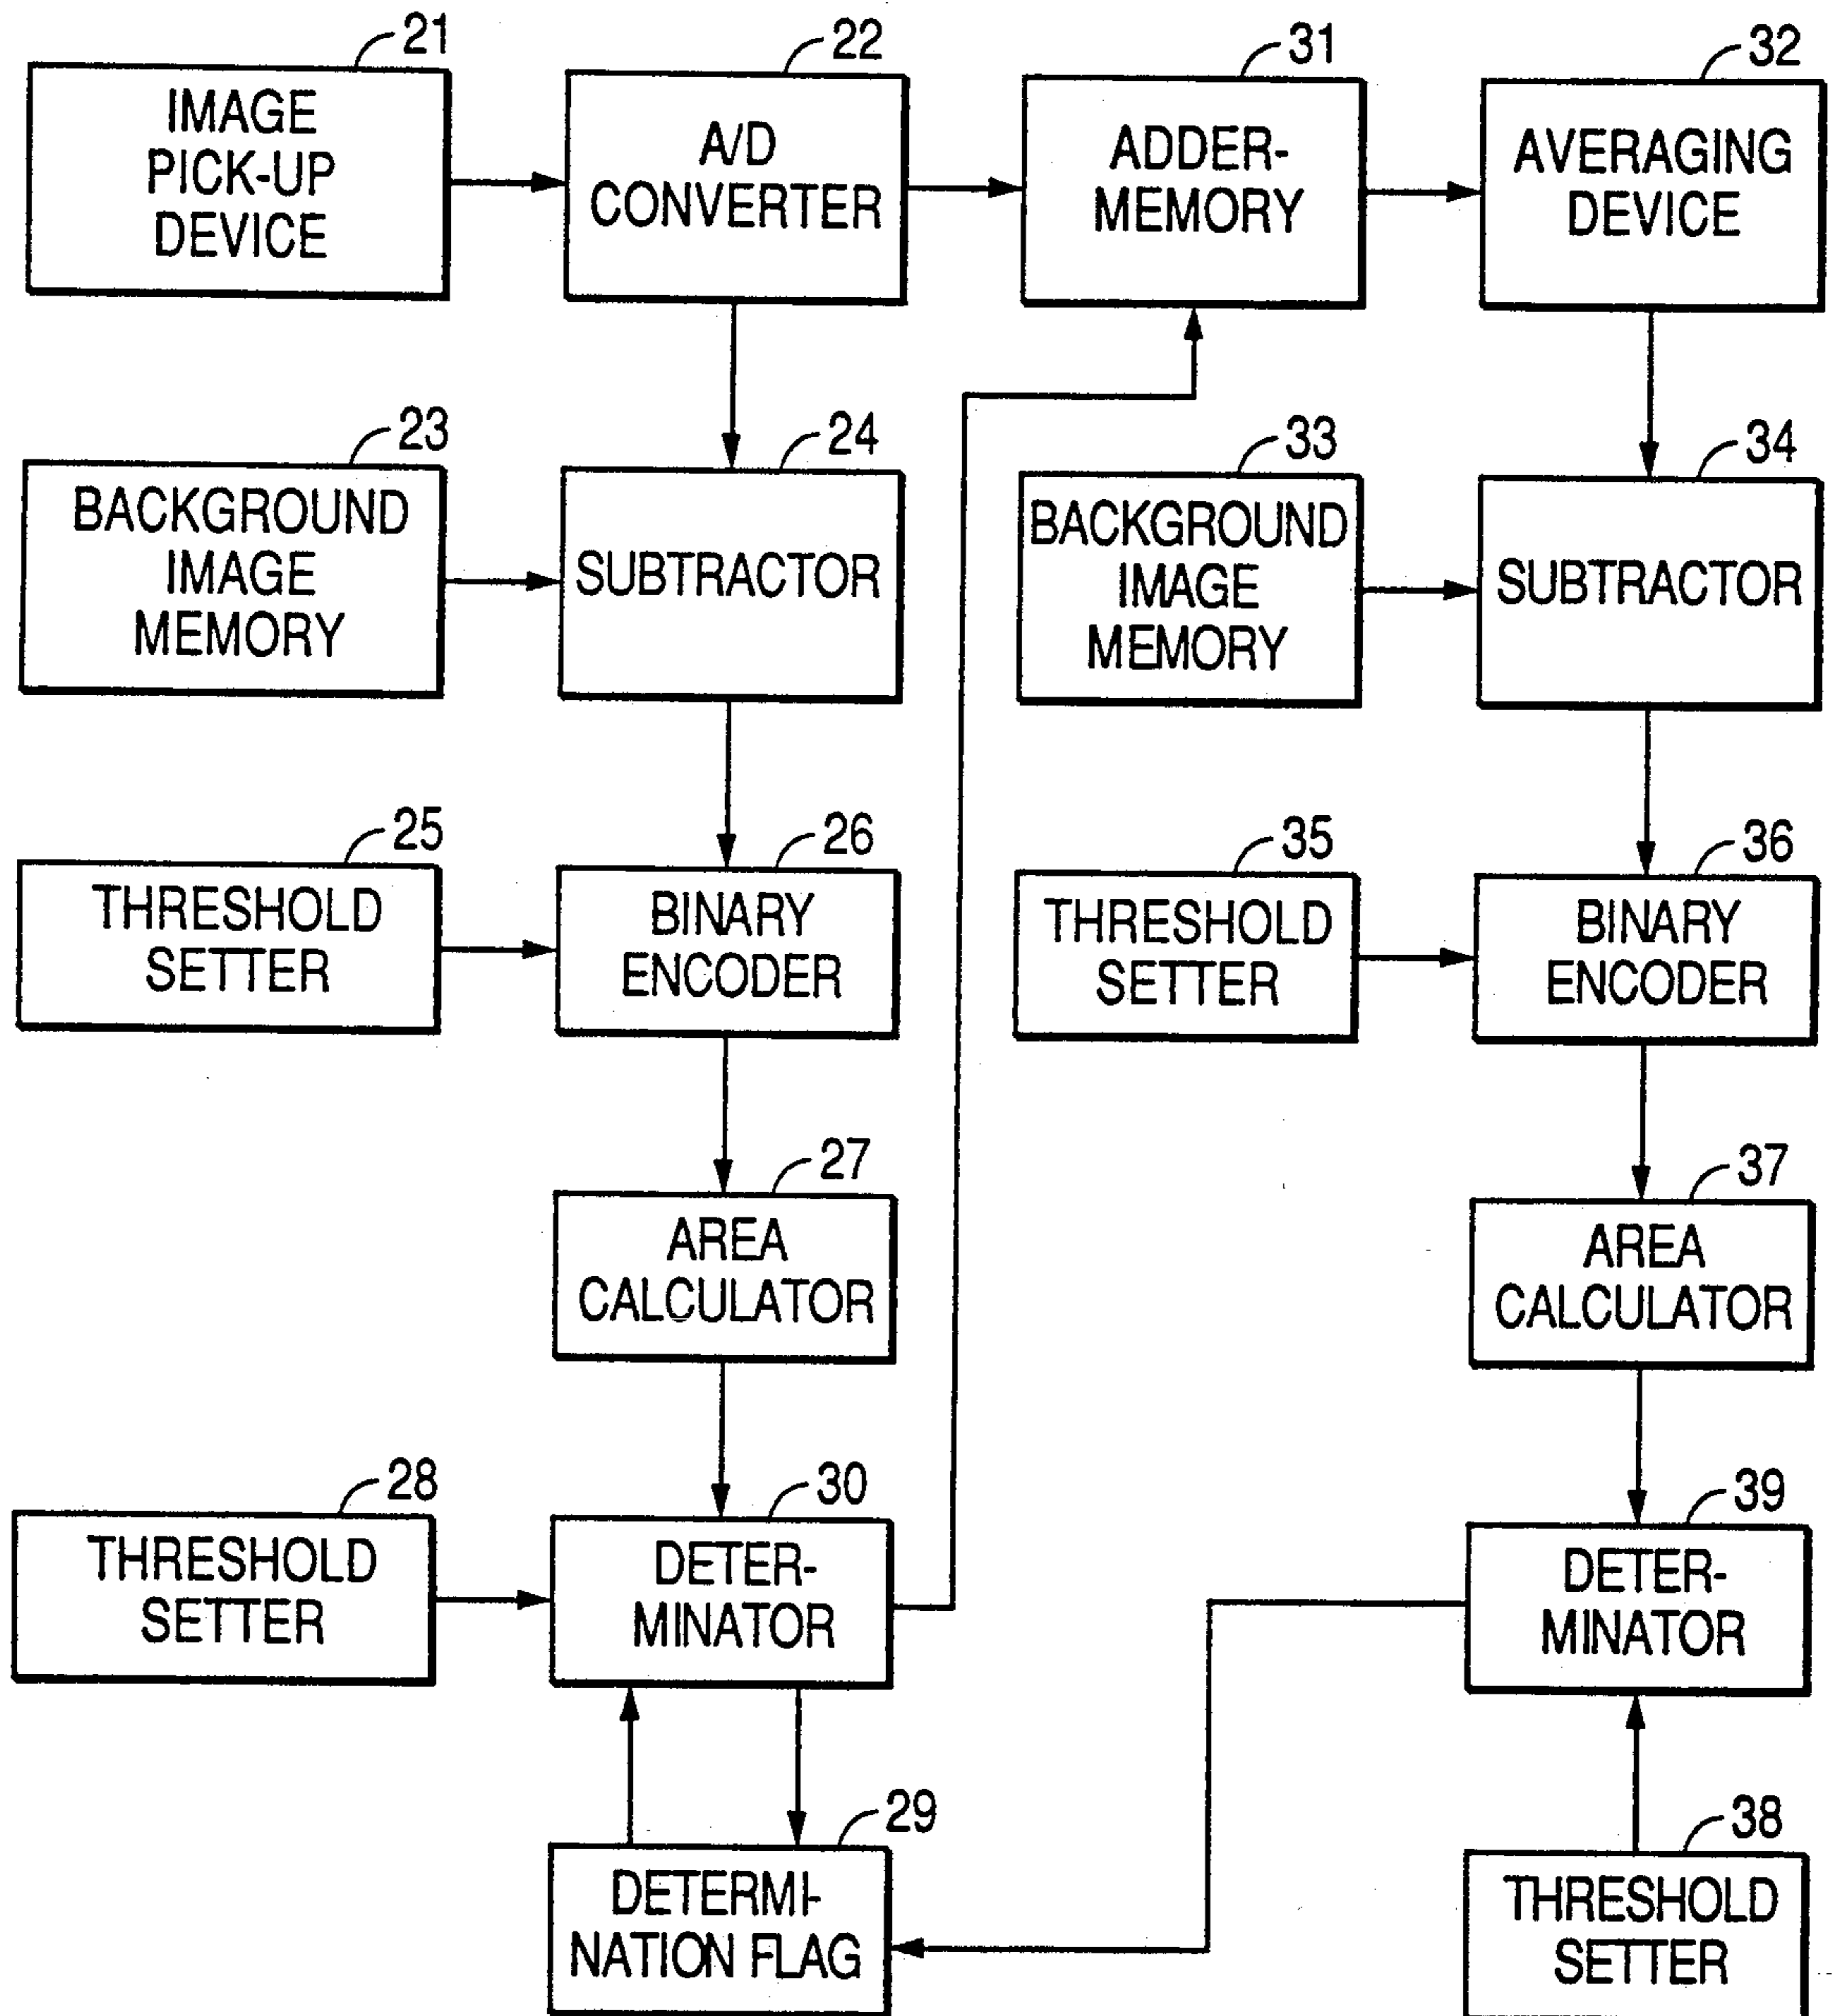 21
IMAGE
PICK-UP
DEVICE
22
A/D
CONVERTER
31
ADDER-
MEMORY
32
AVERAGING
DEVICE
23
BACKGROUND
IMAGE
MEMORY
24
SUBTRACTOR
33
BACKGROUND
IMAGE
MEMORY
34
SUBTRACTOR
25
THRESHOLD
SETTER
26
BINARY
ENCODER
35
THRESHOLD
SETTER
36
BINARY
ENCODER
27
AREA
CALCULATOR
37
AREA
CALCULATOR
28
THRESHOLD
SETTER
30
DETER-
MINATOR
39
DETER-
MINATOR
29
DETERMI-
NATION FLAG
38
THRESHOLD
SETTER